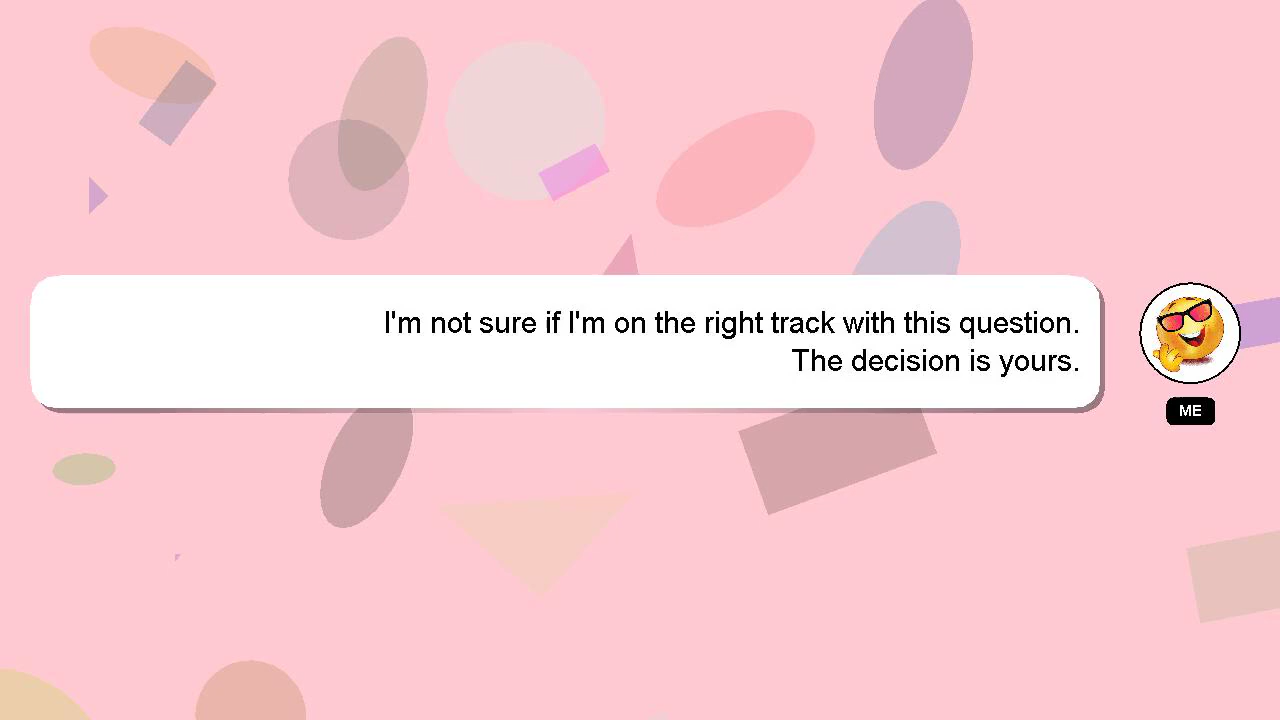 I'm not sure if I'm on the right track with this question.
The decision is yours.
ME